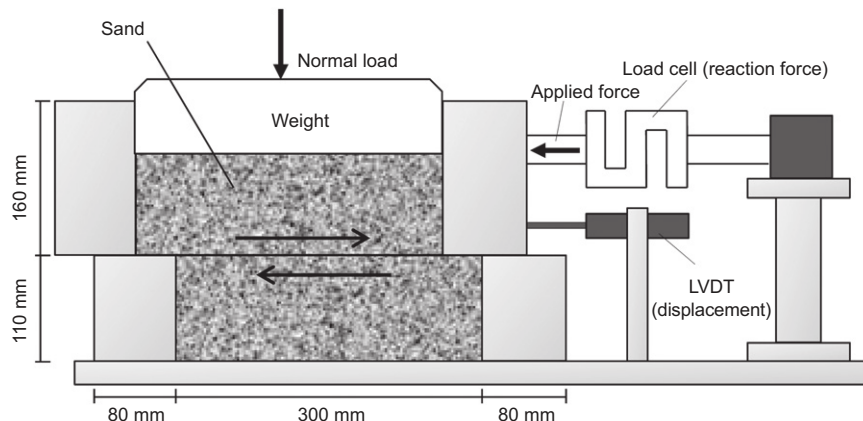 Sand
Normal load
Load cell (reaction force)
Applied force
Weight
160 mm
110 mm
LVDT
(displacement)
80 mm
300 mm
80 mm